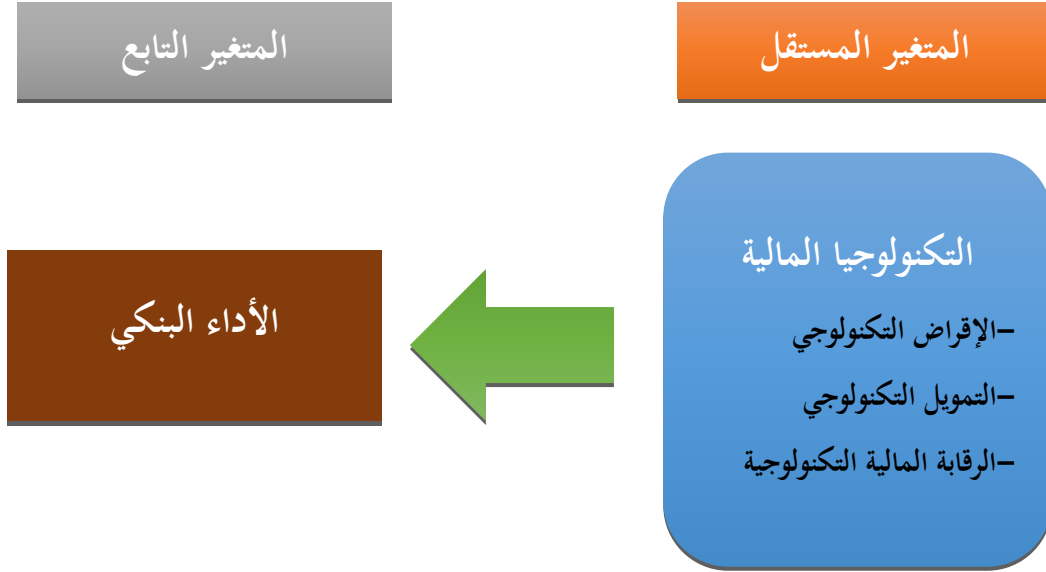 المتغير المستقل
المتغير التابع
التكنولوجيا المالية
-الإقراض التكنولوجي
-التمويل التكنولوجي
-الرقابة المالية التكنولوجية
الأداء البنكي